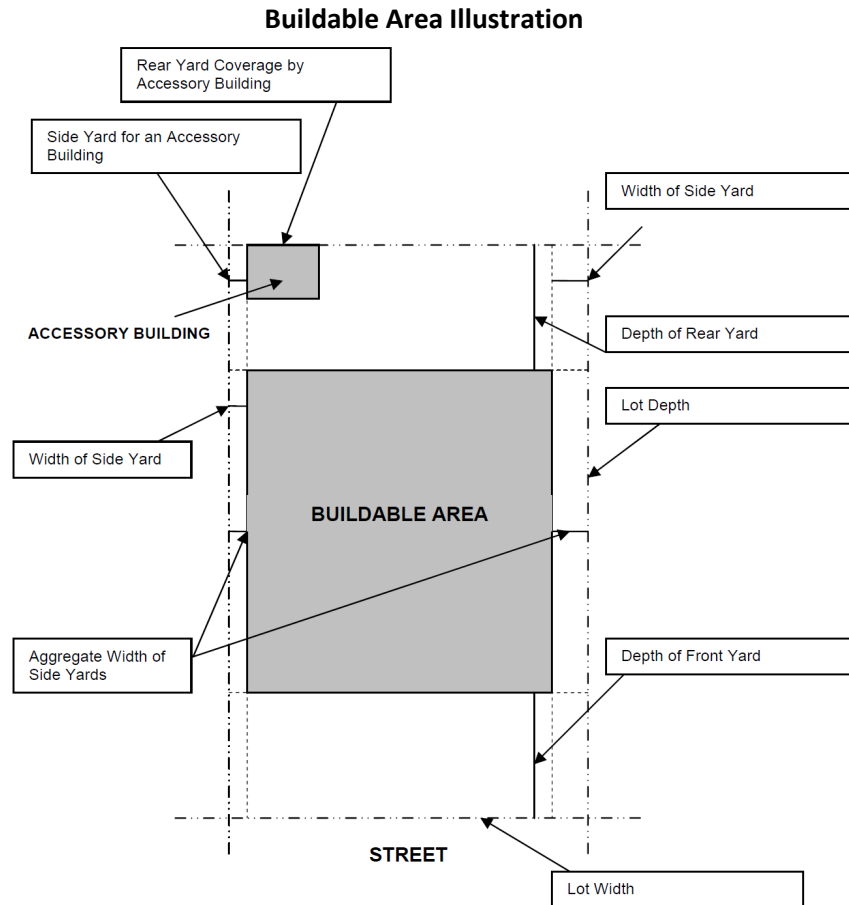 Buildable Area Illustration
Rear Yard Coverage by
Accessory Building
Side Yard for an Accessory
Building
Width of Side Yard
ACCESSORY BUILDING
Depth of Rear Yard
Lot Depth
Width of Side Yard
BUILDABLE AREA
Aggregate Width of
Side Yards
Depth of Front Yard
STREET
Lot Width